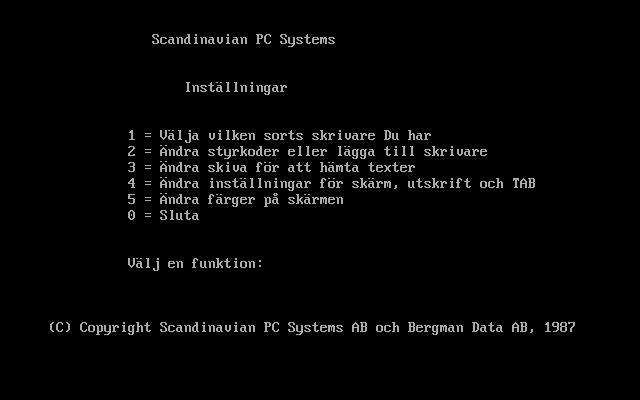 Scandinavian PC Systems
Inställningar
1 = Välja vilken sorts skrivare Du har
2 = Ändra styrkoder eller lägga till skrivare
3 = Ändra skiva för att hämta texter
4 = Ändra inställningar för skärm, utskrift och TAB
5 = Ändra färger på skärmen
0 = Sluta
Välj en funktion:
(C) Copyright Scandinavian PC Systems AB och Bergman Data AB, 1987